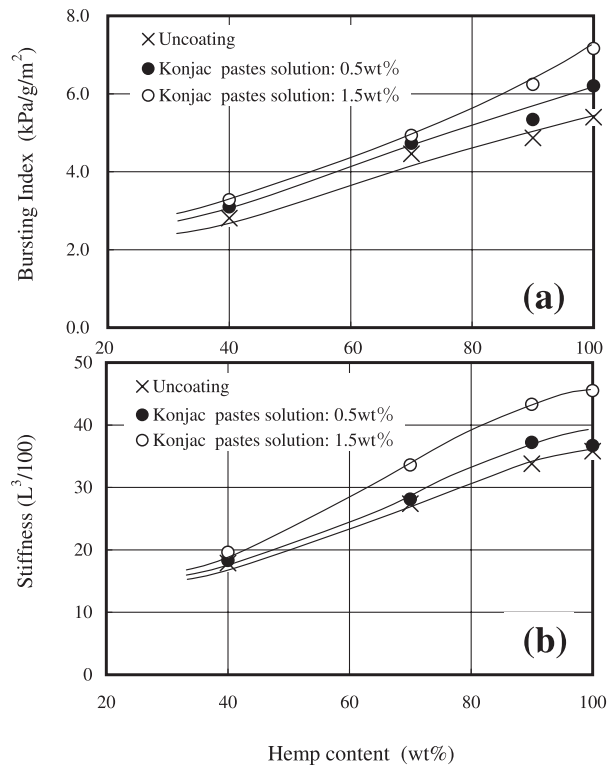 8.0
Uncoating
Konjac pastes solution: 0.5wt%
Konjac pastes solution: 1.5wt%
6.0
4.0
2.0
0.0
Bursting Index (kPa/g/m²)
(a)
20
40
60
80
100
50
Uncoating
Konjac pastes solution: 0.5wt%
Konjac pastes solution: 1.5wt%
40
30
20
10
0
Stiffness (L³/100)
(b)
20
40
60
80
100
Hemp content (wt%)